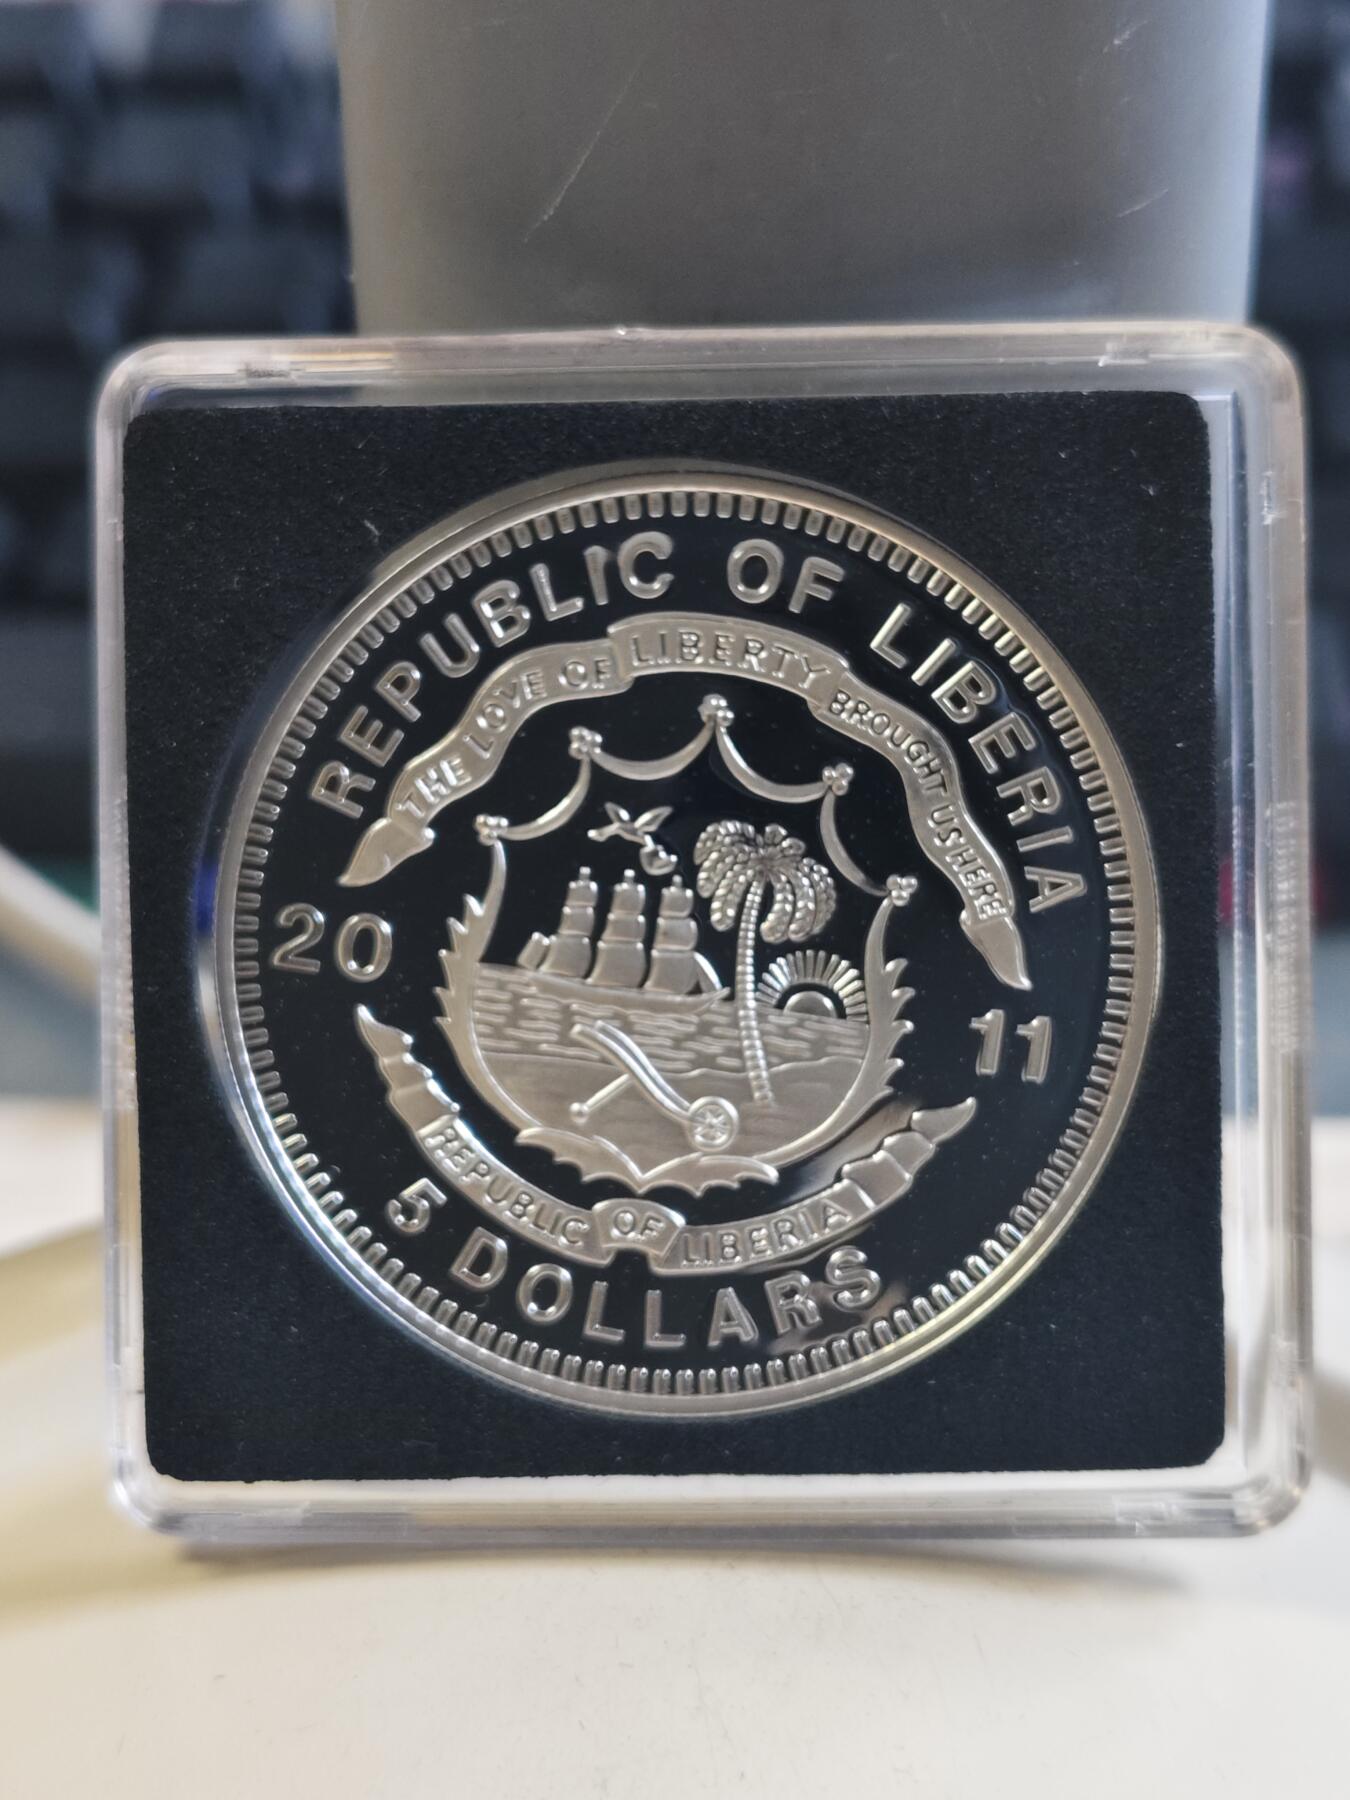 REPUBLIC OF LIBERIA
THE LOVE OF LIBERTY BROUGHT US HERE
20 11
REPUBLIC OF LIBERIA
5 DOLLARS